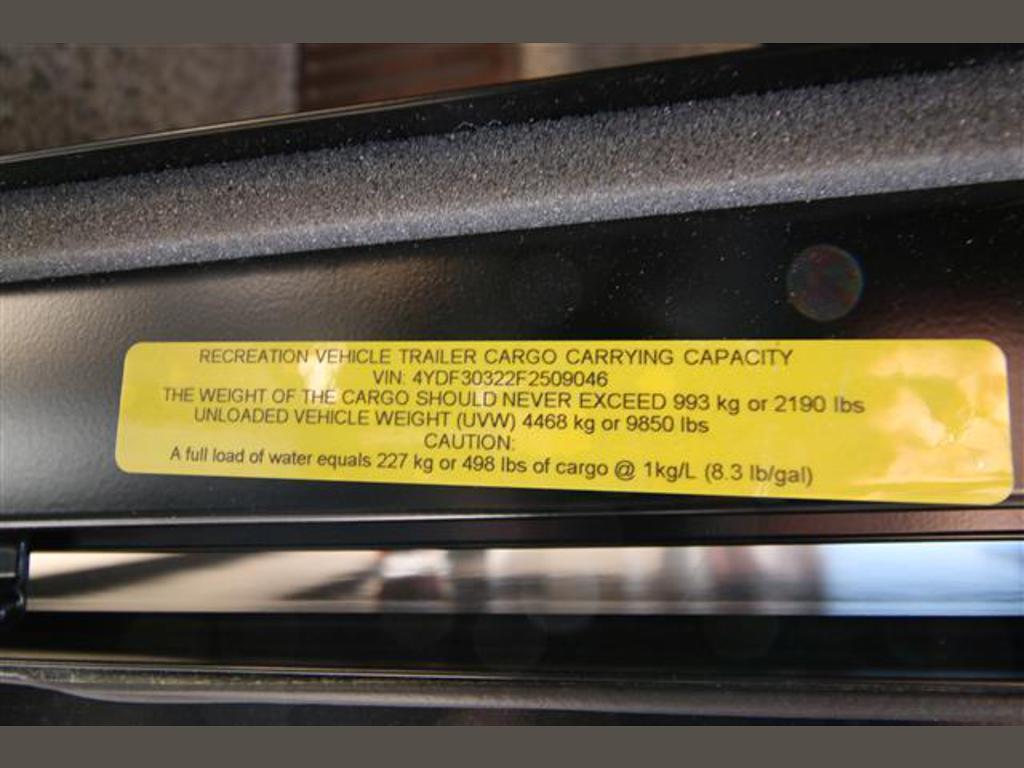 RECREATION VEHICLE TRAILER CARGO CARRYING CAPACITY
VIN: 4YDF30322F2509046
THE WEIGHT OF THE CARGO SHOULD NEVER EXCEED 993 kg or 2190 lbs
UNLOADED VEHICLE WEIGHT (UVW) 4468 kg or 9850 lbs
CAUTION:
A full load of water equals 227 kg or 498 lbs of cargo @ 1kg/L (8.3 lb/gal)